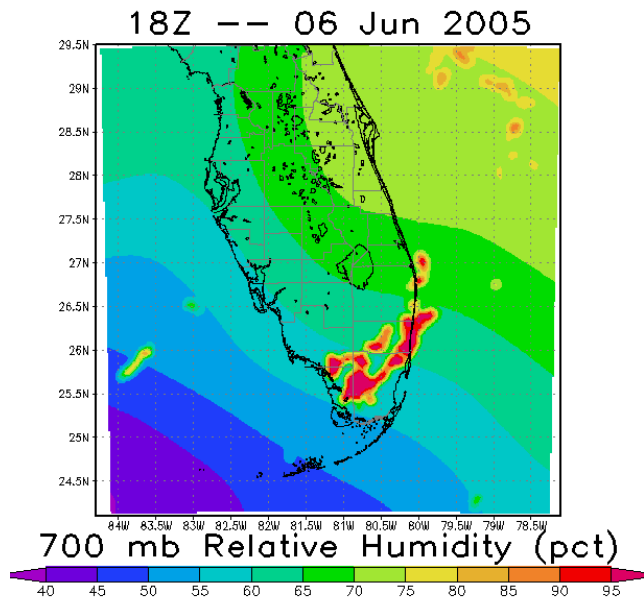 18Z -- 06 Jun 2005
29.5N
29N
28.5N
28N
27.5N
27N
26.5N
26N
25.5N
25N
24.5N
84W 83.5W 83W 82.5W 82W 81.5W 81W 80.5W 80W 79.5W 79W 78.5W
700 mb Relative Humidity (pct)
40 45 50 55 60 65 70 75 80 85 90 95